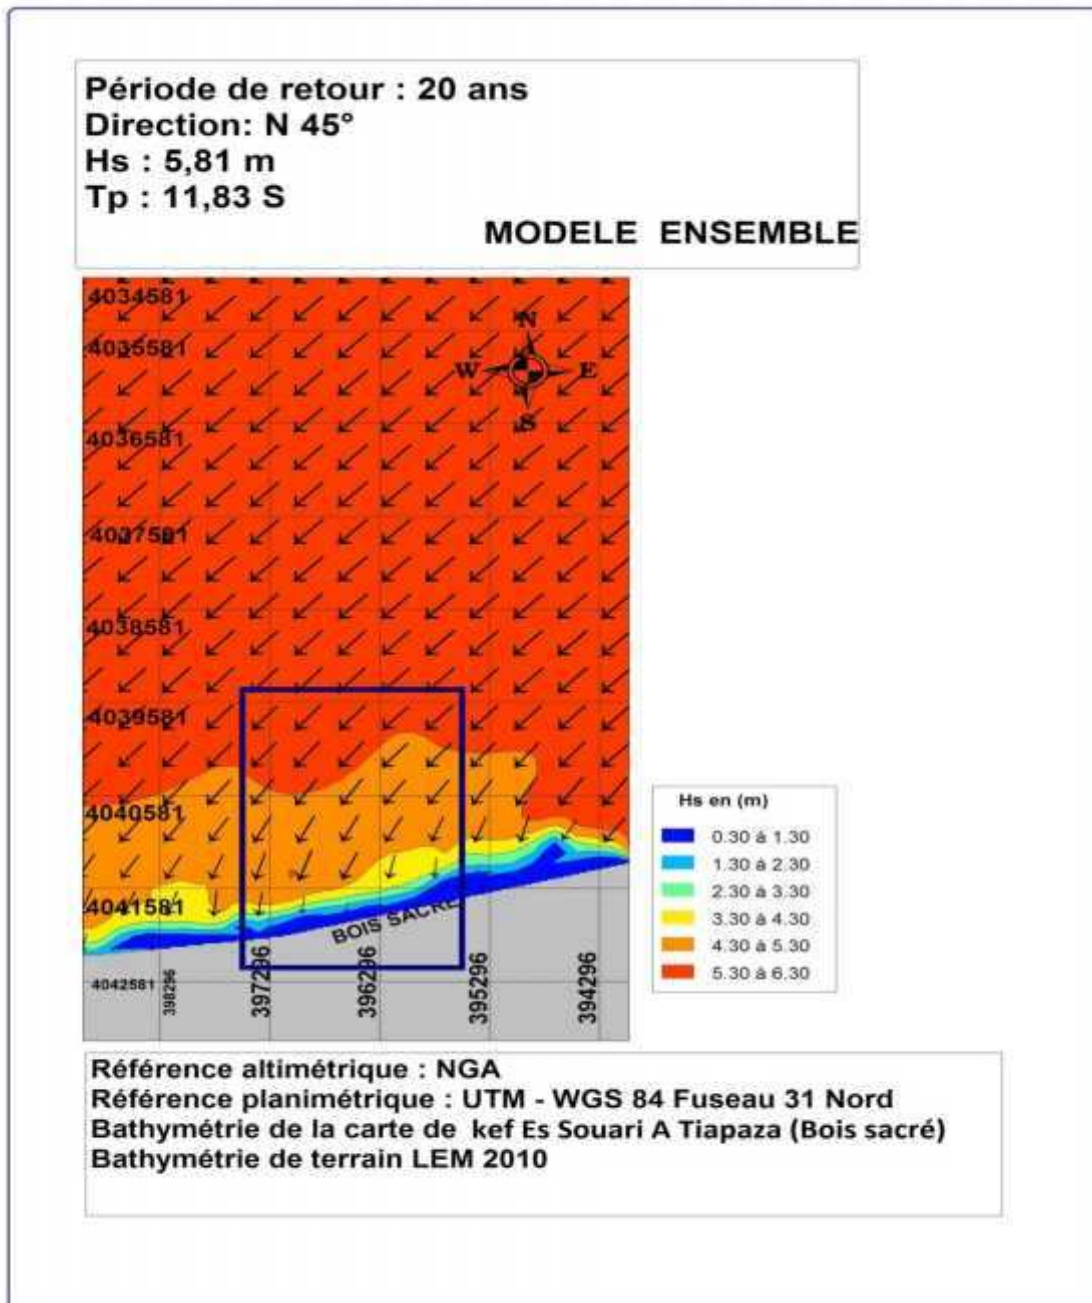 Période de retour : 20 ans
Direction: N 45°
Hs : 5,81 m
Tp : 11,83 S
MODELE ENSEMBLE
4034581
4035581
4036581
4037581
4038581
4039581
4040581
4041581
4042581
N
W
E
S
BOIS SACRE
398296
397296
396296
395296
394296
Hs en (m)
0.30 à 1.30
1.30 à 2.30
2.30 à 3.30
3.30 à 4.30
4.30 à 5.30
5.30 à 6.30
Référence altimétrique : NGA
Référence planimétrique : UTM - WGS 84 Fuseau 31 Nord
Bathymétrie de la carte de kef Es Souari A Tiapaza (Bois sacré)
Bathymétrie de terrain LEM 2010